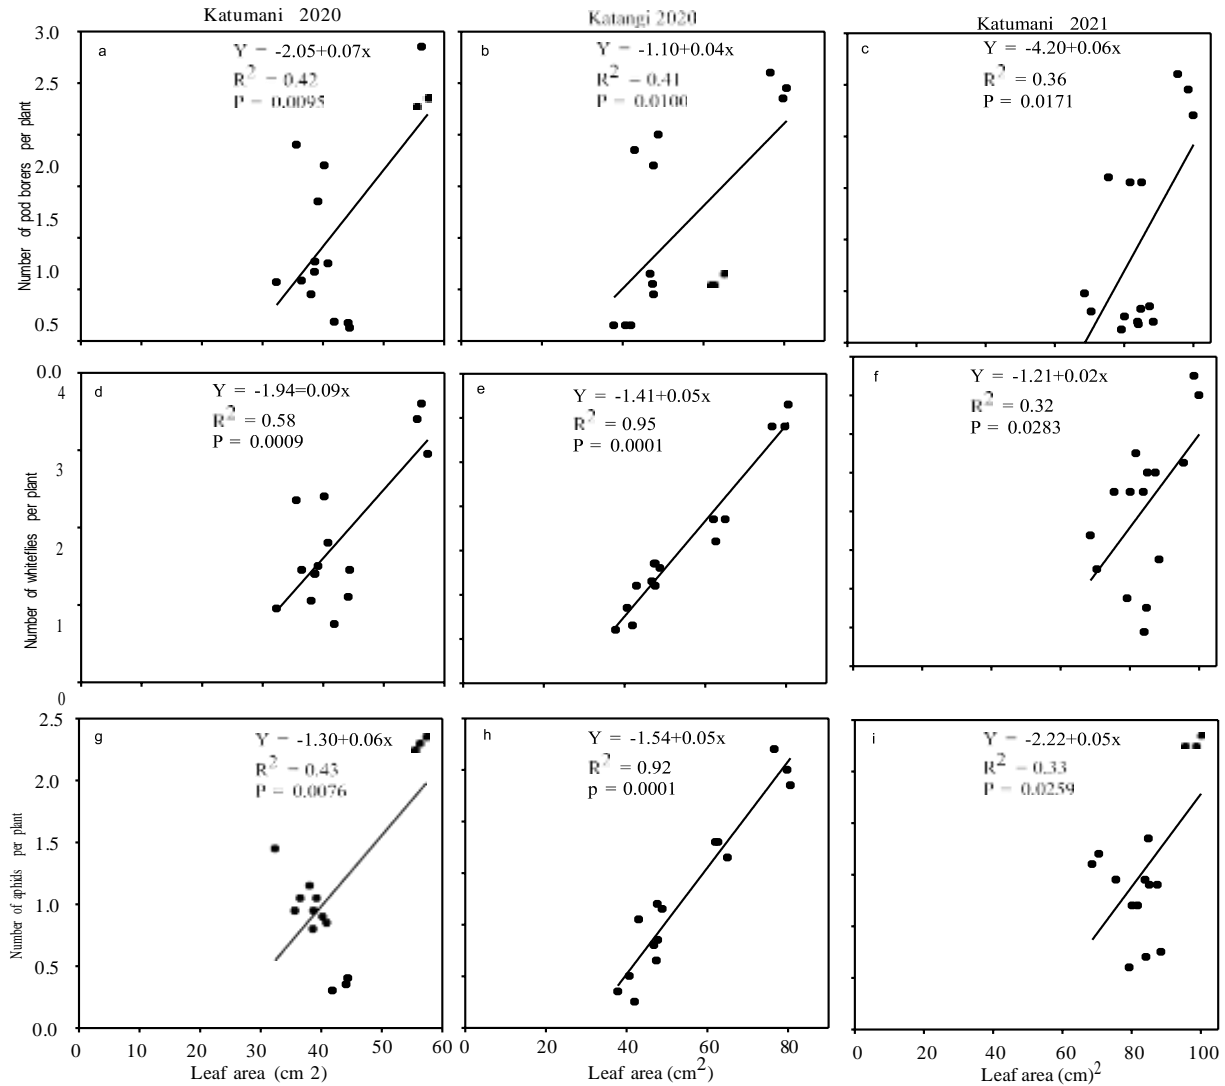 Katumani 2020
Katangi 2020
Katumani 2021
Number of pod borers per plant
3.0
2.5
2.0
1.5
1.0
0.5
0.0
a
Y = -2.05+0.07x
R2 = 0.42
P = 0.0095
b
Y = -1.10+0.04x
R2 = 0.41
P = 0.0100
c
Y = -4.20+0.06x
R2 = 0.36
P = 0.0171
Number of whiteflies per plant
4
3
2
1
0
d
Y = -1.94=0.09x
R2 = 0.58
P = 0.0009
e
Y = -1.41+0.05x
R2 = 0.95
P = 0.0001
f
Y = -1.21+0.02x
R2 = 0.32
P = 0.0283
Number of aphids per plant
2.5
2.0
1.5
1.0
0.5
0.0
g
Y = -1.30+0.06x
R2 = 0.43
P = 0.0076
h
Y = -1.54+0.05x
R2 = 0.92
p = 0.0001
i
Y = -2.22+0.05x
R2 = 0.33
P = 0.0259
0 10 20 30 40 50 60
0 20 40 60 80
0 20 40 60 80 100
Leaf area (cm 2)
Leaf area (cm2)
Leaf area (cm)2